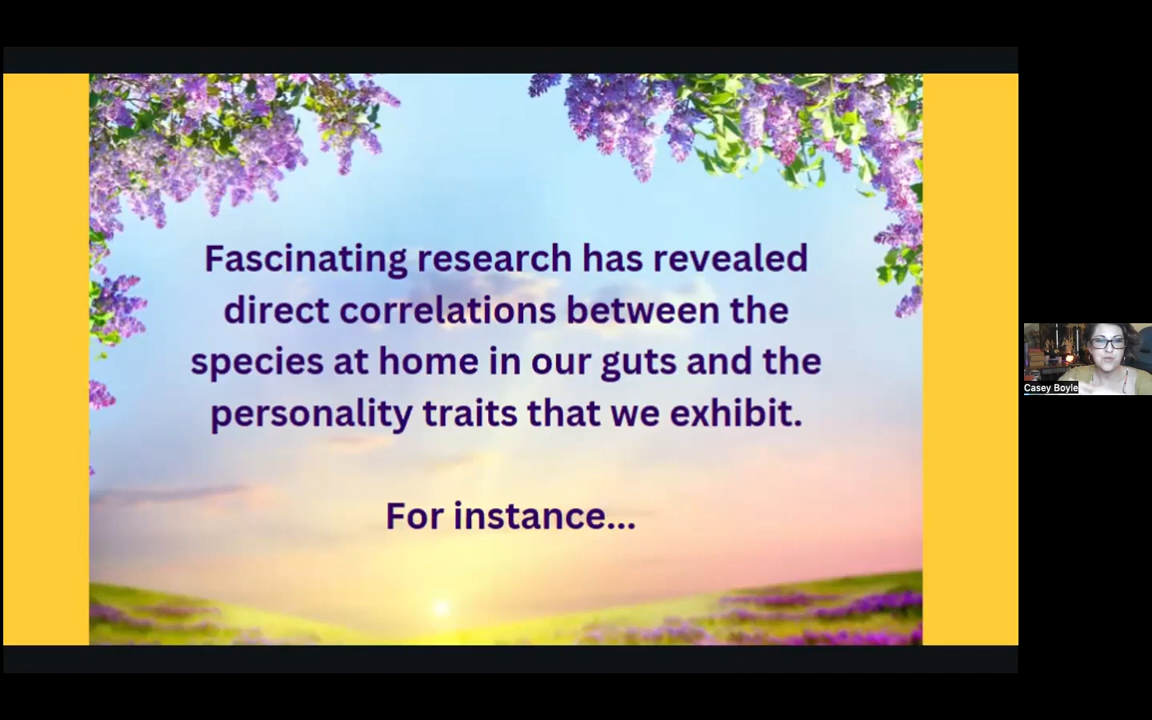 Fascinating research has revealed
direct correlations between the
species at home in our guts and the
personality traits that we exhibit.
For instance...
Casey Boyle